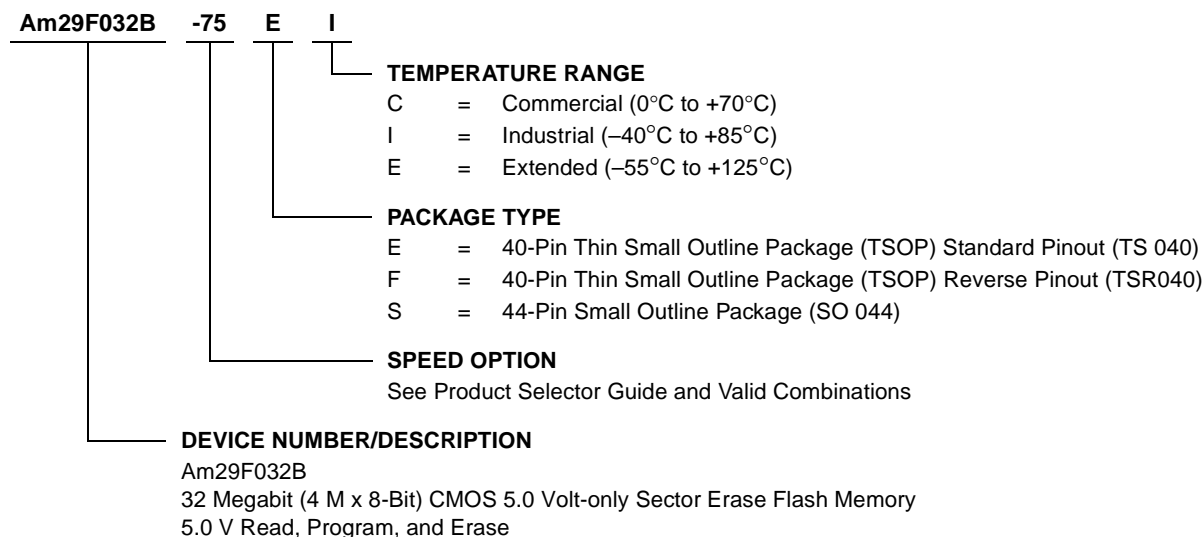 Am29F032B -75 E I
TEMPERATURE RANGE
C = Commercial (0°C to +70°C)
I = Industrial (–40°C to +85°C)
E = Extended (–55°C to +125°C)
PACKAGE TYPE
E = 40-Pin Thin Small Outline Package (TSOP) Standard Pinout (TS 040)
F = 40-Pin Thin Small Outline Package (TSOP) Reverse Pinout (TSR040)
S = 44-Pin Small Outline Package (SO 044)
SPEED OPTION
See Product Selector Guide and Valid Combinations
DEVICE NUMBER/DESCRIPTION
Am29F032B
32 Megabit (4 M x 8-Bit) CMOS 5.0 Volt-only Sector Erase Flash Memory
5.0 V Read, Program, and Erase